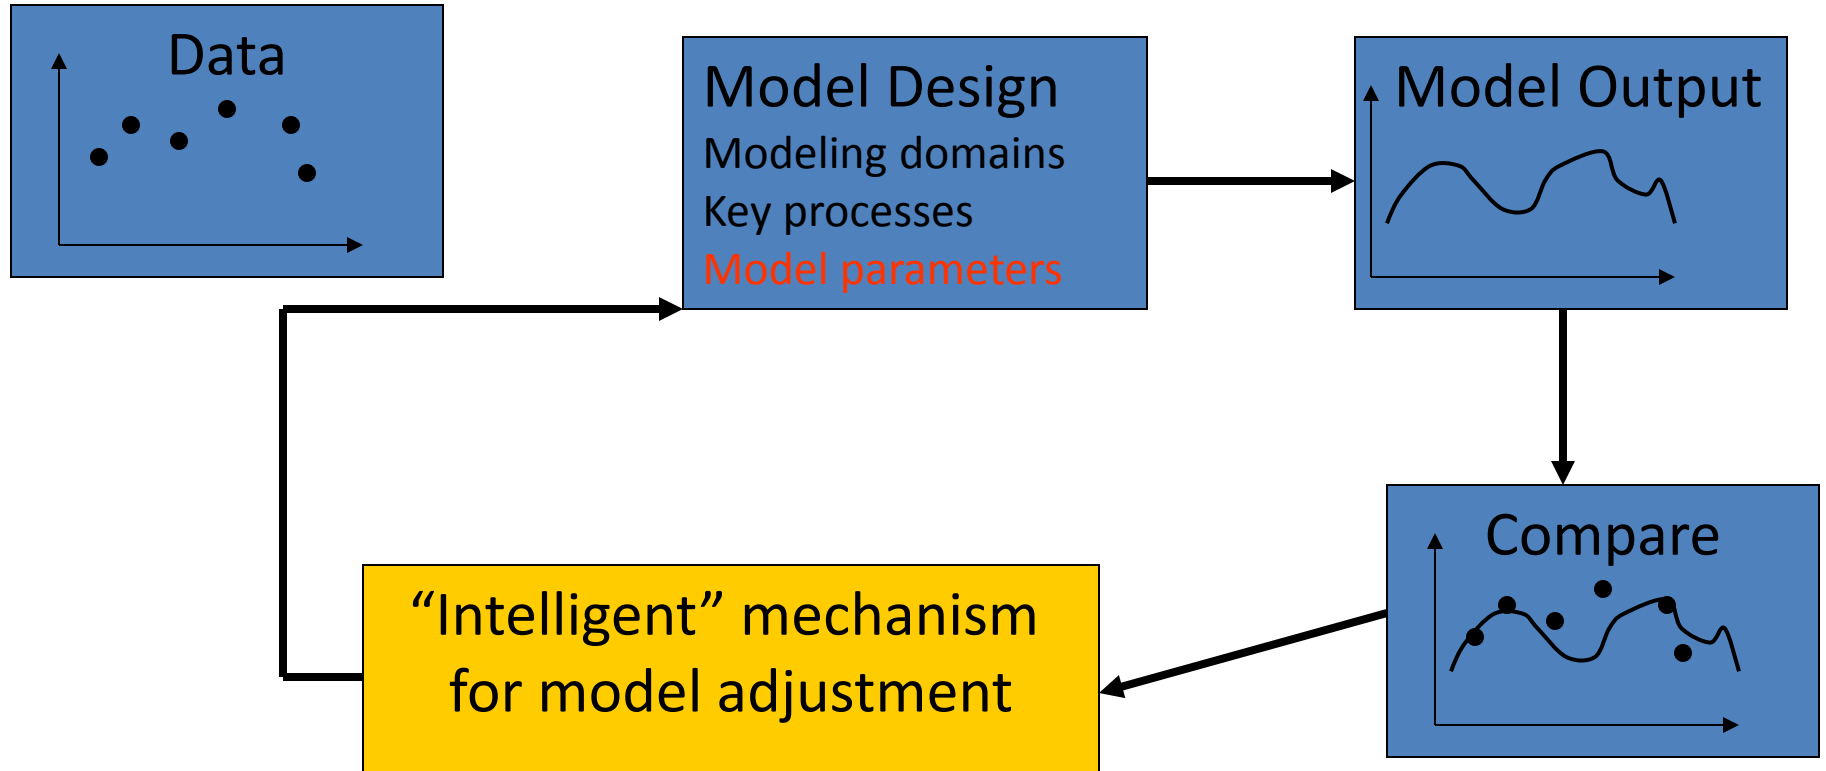 Data
Model Design
Modeling domains
Key processes
Model parameters
Model Output
Compare
“Intelligent” mechanism
for model adjustment